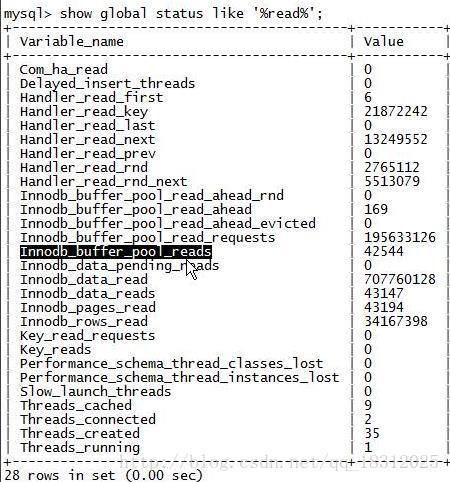 mysql> show global status like '%read%';
| Variable_name | Value
| Com_ha_read | 0
| Delayed_insert_threads | 0
| Handler_read_first | 6
| Handler_read_key | 21872242
| Handler_read_last | 0
| Handler_read_next | 13249552
| Handler_read_prev | 0
| Handler_read_rnd | 2765112
| Handler_read_rnd_next | 5513079
| Innodb_buffer_pool_read_ahead_rnd | 0
| Innodb_buffer_pool_read_ahead | 169
| Innodb_buffer_pool_read_ahead_evicted | 0
| Innodb_buffer_pool_read_requests | 195633126
| Innodb_buffer_pool_reads | 42544
| Innodb_data_pending_reads | 0
| Innodb_data_read | 707760128
| Innodb_data_reads | 43147
| Innodb_pages_read | 43194
| Innodb_rows_read | 34167398
| Key_read_requests | 0
| Key_reads | 0
| Performance_schema_thread_classes_lost | 0
| Performance_schema_thread_instances_lost | 0
| Slow_launch_threads | 0
| Threads_cached | 9
| Threads_connected | 2
| Threads_created | 35
| Threads_running | 1
http://blog.csdn.net/qq_18312025
28 rows in set (0.00 sec)